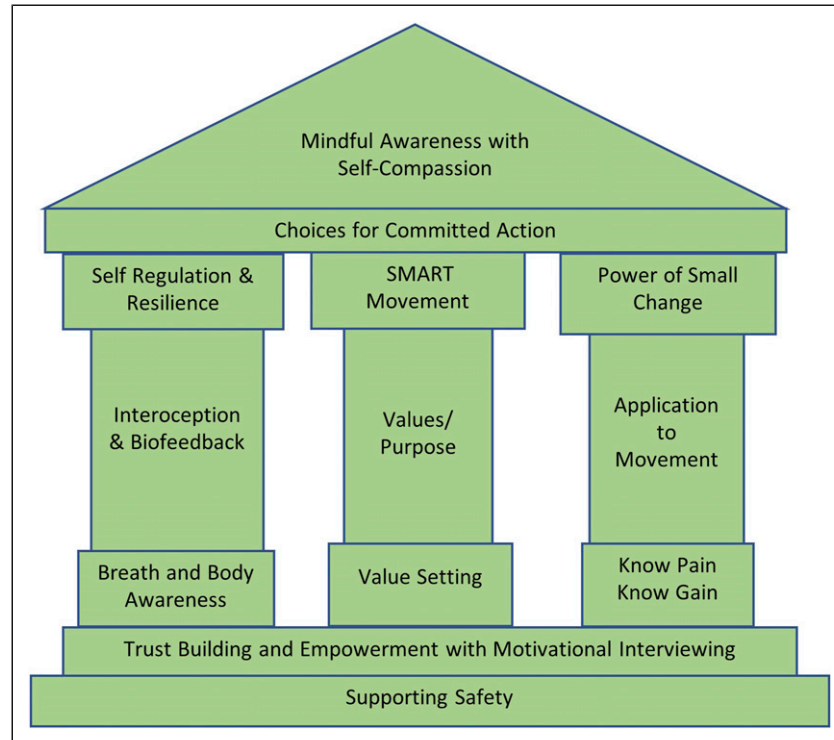 Mindful Awareness with
Self-Compassion
Choices for Committed Action
Self Regulation &
Resilience
SMART
Movement
Power of Small
Change
Interoception
& Biofeedback
Values/
Purpose
Application
to
Movement
Breath and Body
Awareness
Value Setting
Know Pain
Know Gain
Trust Building and Empowerment with Motivational Interviewing
Supporting Safety